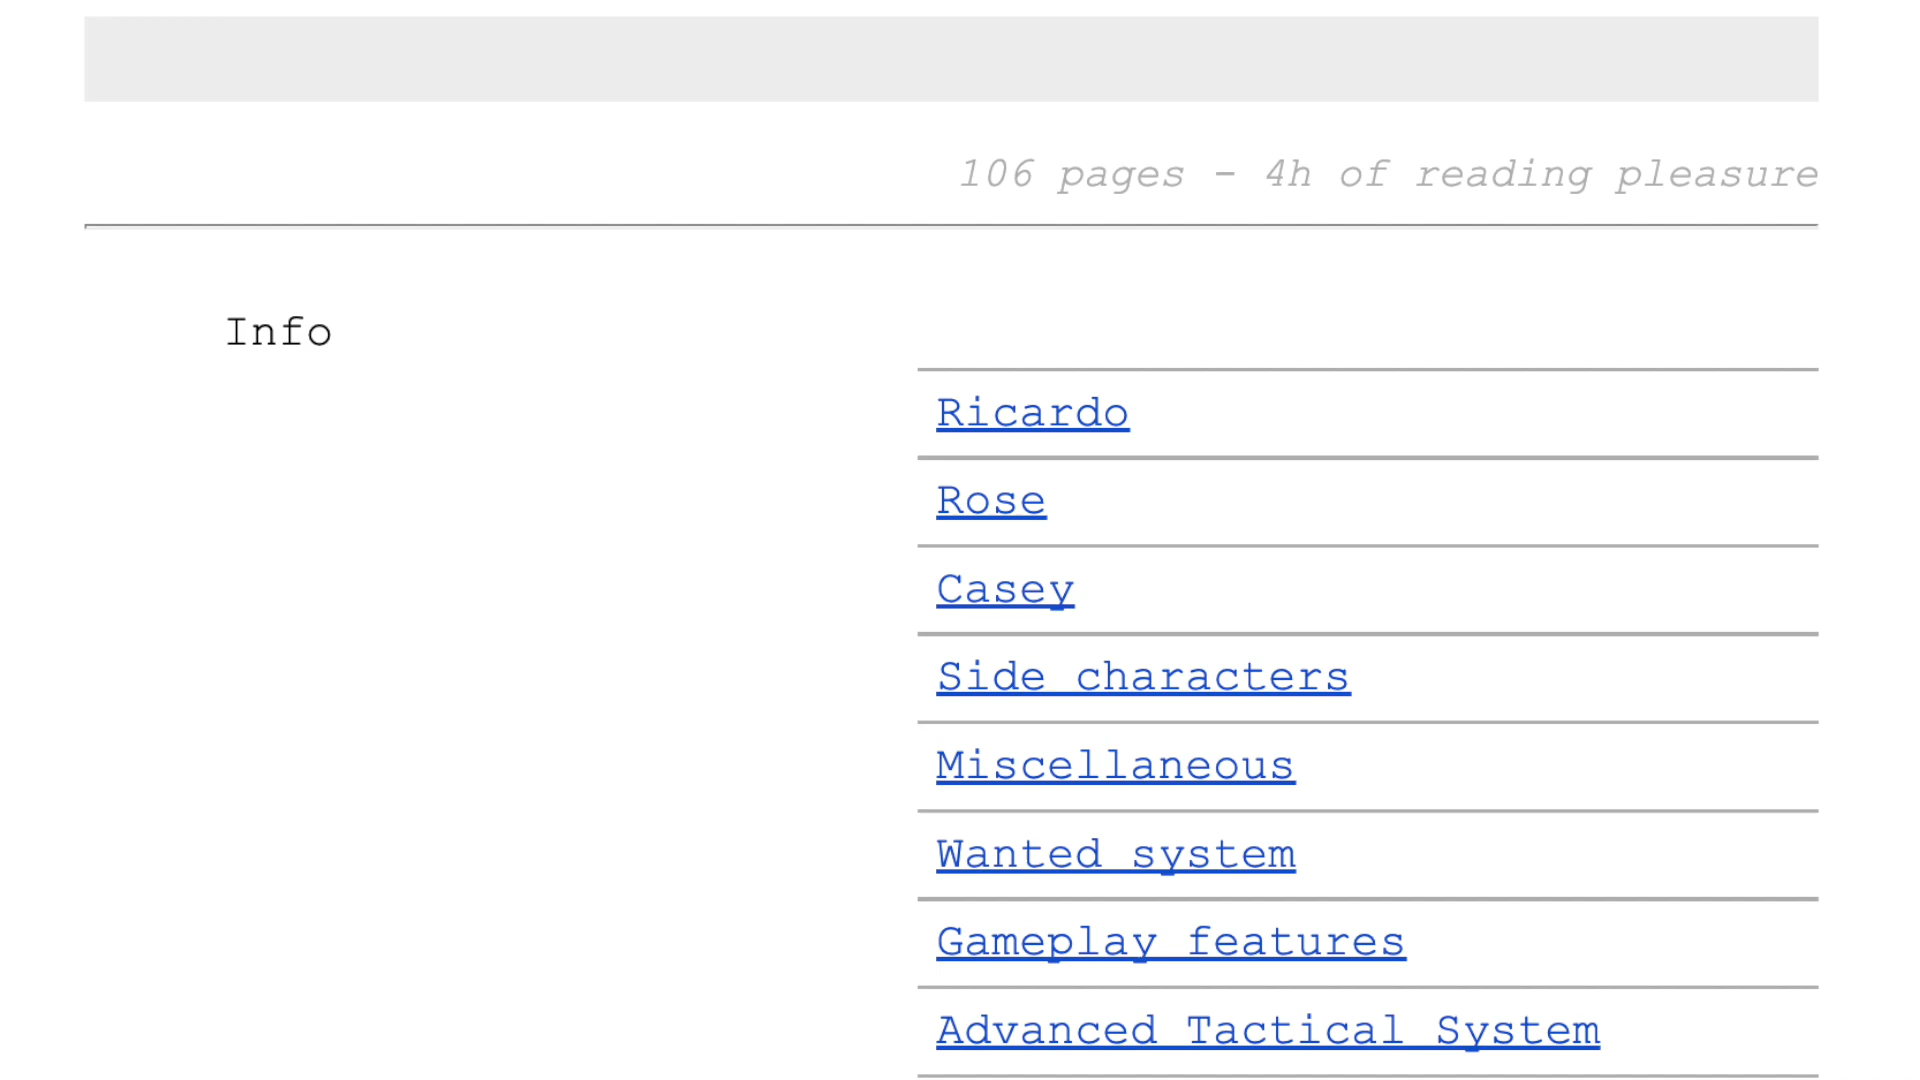 106 pages - 4h of reading pleasure
Info
Ricardo
Rose
Casey
Side characters
Miscellaneous
Wanted system
Gameplay features
Advanced Tactical System